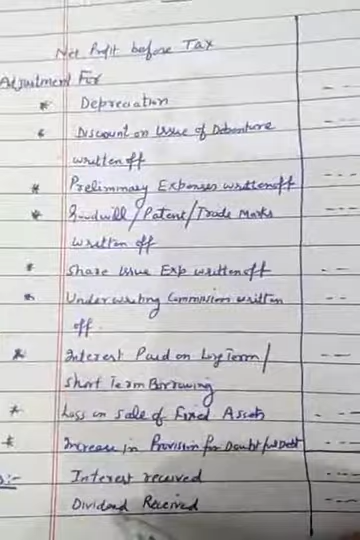 Net Profit before Tax
Adjustment For
* Depreciation ---
* Discount on Issue of Debenture ---
written off
* Preliminary Expenses written off ---
* Goodwill/Patent/Trade Marks ---
written off
* Share Issue Exp written off ---
* Underwriting Commission written ---
off.
* Interest Paid on Long Term/ ---
Short Term Borrowing
* Loss on Sale of Fixed Assets ---
* Increase in Provision for Doubtful Debt ---
:- Interest received ---
Dividend Received ---